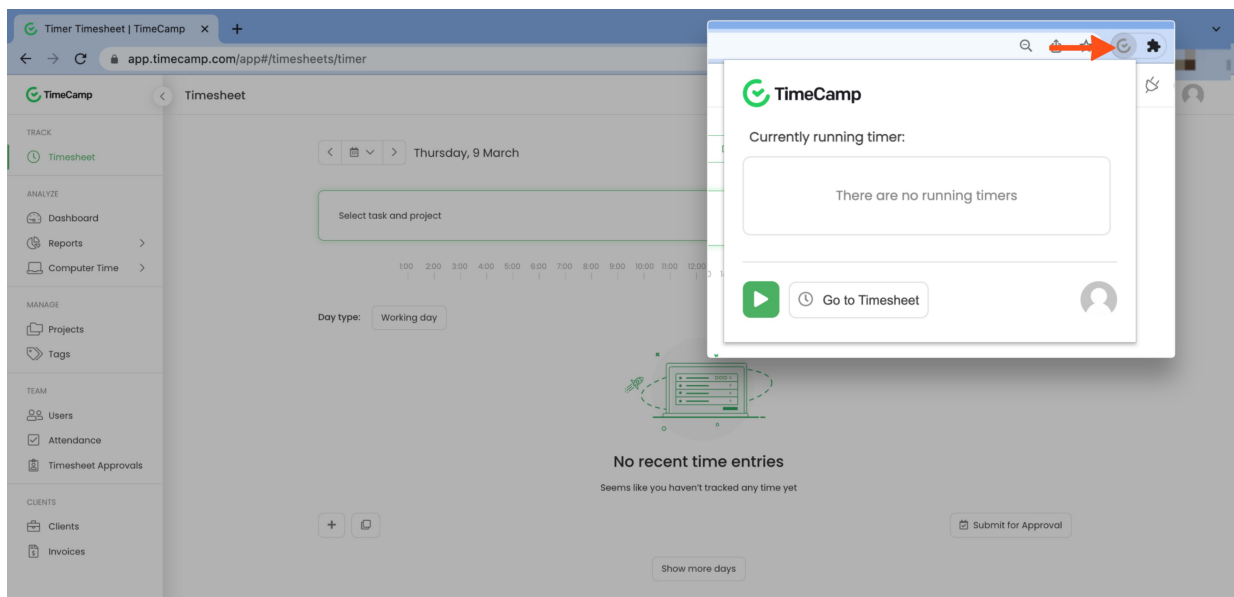 Timer Timesheet | TimeCamp
app.timecamp.com/app#/timesheets/timer
TimeCamp
Timesheet
TRACK
Timesheet
ANALYZE
Dashboard
Reports
Computer Time
MANAGE
Projects
Tags
TEAM
Users
Attendance
Timesheet Approvals
CLIENTS
Clients
Invoices
Thursday, 9 March
Select task and project
1:00 2:00 3:00 4:00 5:00 6:00 7:00 8:00 9:00 10:00 11:00 12:00
Day type: Working day
No recent time entries
Seems like you haven't tracked any time yet
Submit for Approval
Show more days
TimeCamp
Currently running timer:
There are no running timers
Go to Timesheet